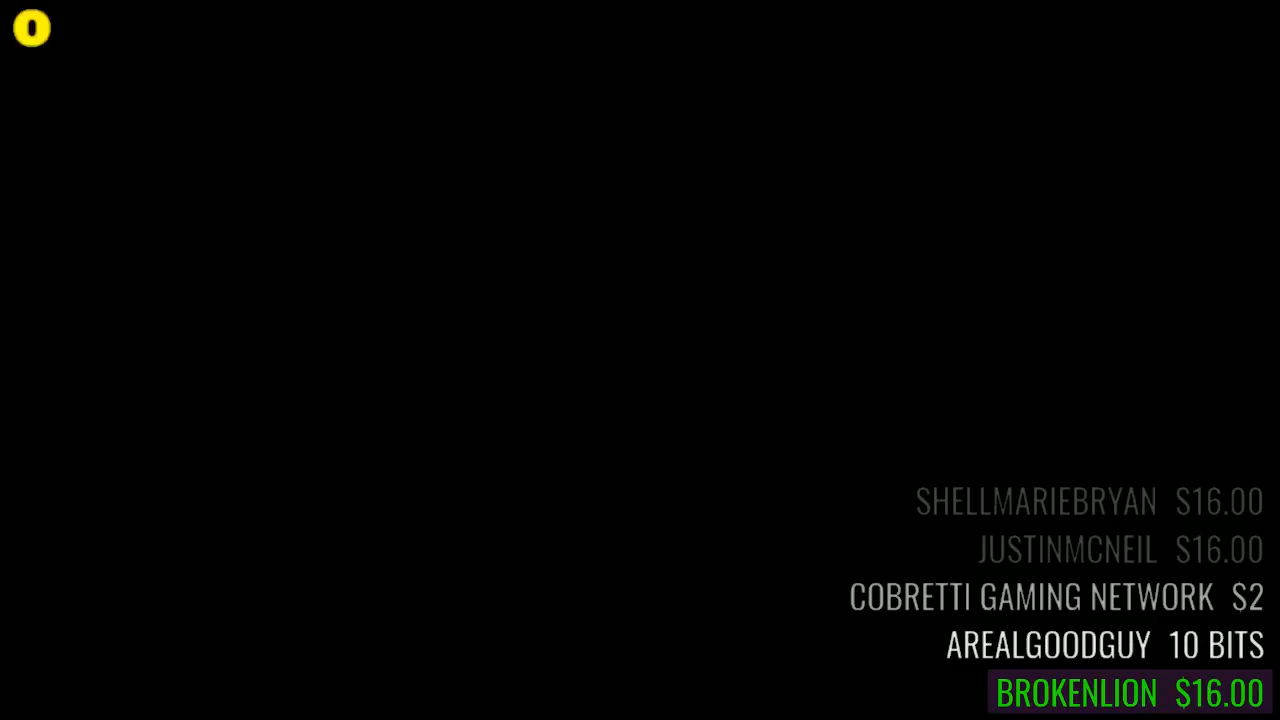 0
SHELLMARIEBRYAN $16.00
JUSTINMCNEIL $16.00
COBRETTI GAMING NETWORK $2
AREALGOODGUY 10 BITS
BROKENLION $16.00